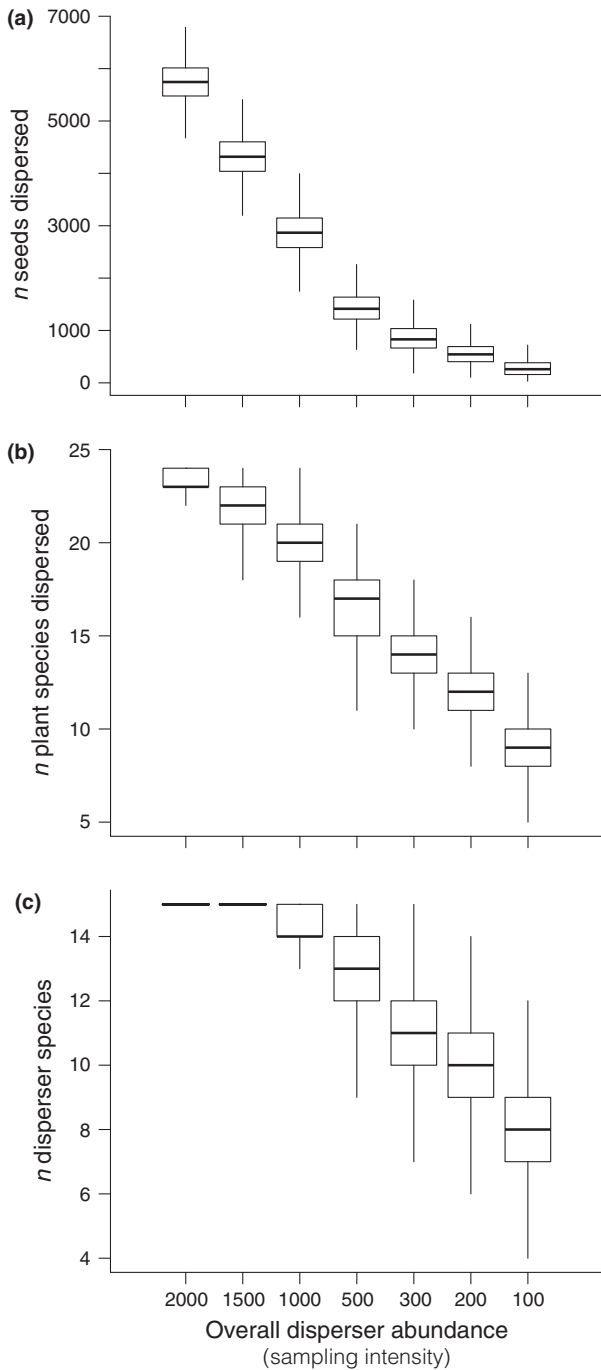 (a)
n seeds dispersed
7000
5000
3000
1000
0
(b)
n plant species dispersed
25
20
15
10
5
(c)
n disperser species
14
12
10
8
6
4
2000 1500 1000 500 300 200 100
Overall disperser abundance
(sampling intensity)